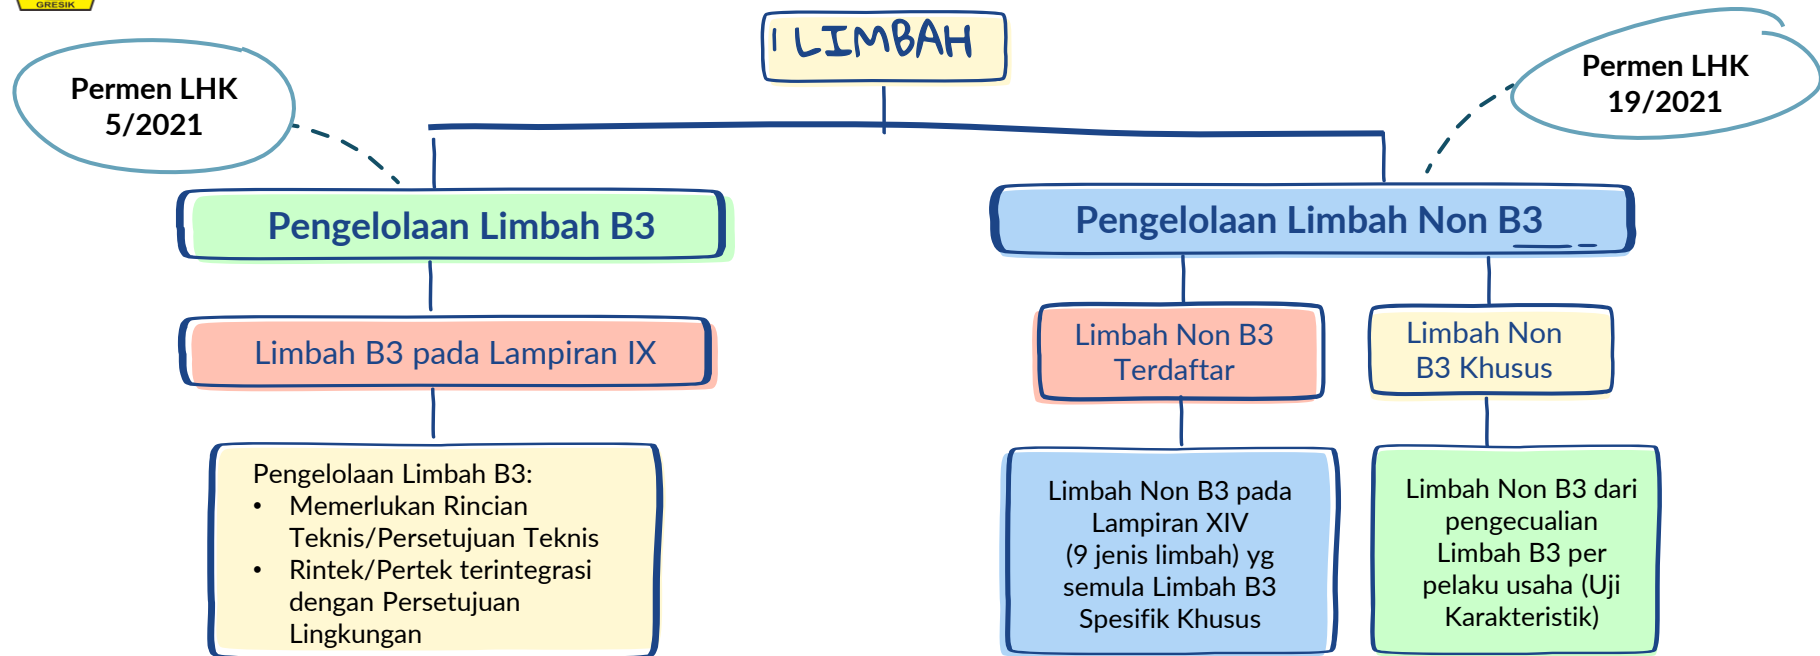 GRESIK
LIMBAH
Permen LHK
5/2021
Permen LHK
19/2021
Pengelolaan Limbah B3
Pengelolaan Limbah Non B3
Limbah B3 pada Lampiran IX
Limbah Non B3
Terdaftar
Limbah Non
B3 Khusus
Pengelolaan Limbah B3:
• Memerlukan Rincian
Teknis/Persetujuan Teknis
• Rintek/Pertek terintegrasi
dengan Persetujuan
Lingkungan
Limbah Non B3 pada
Lampiran XIV
(9 jenis limbah) yg
semula Limbah B3
Spesifik Khusus
Limbah Non B3 dari
pengecualian
Limbah B3 per
pelaku usaha (Uji
Karakteristik)